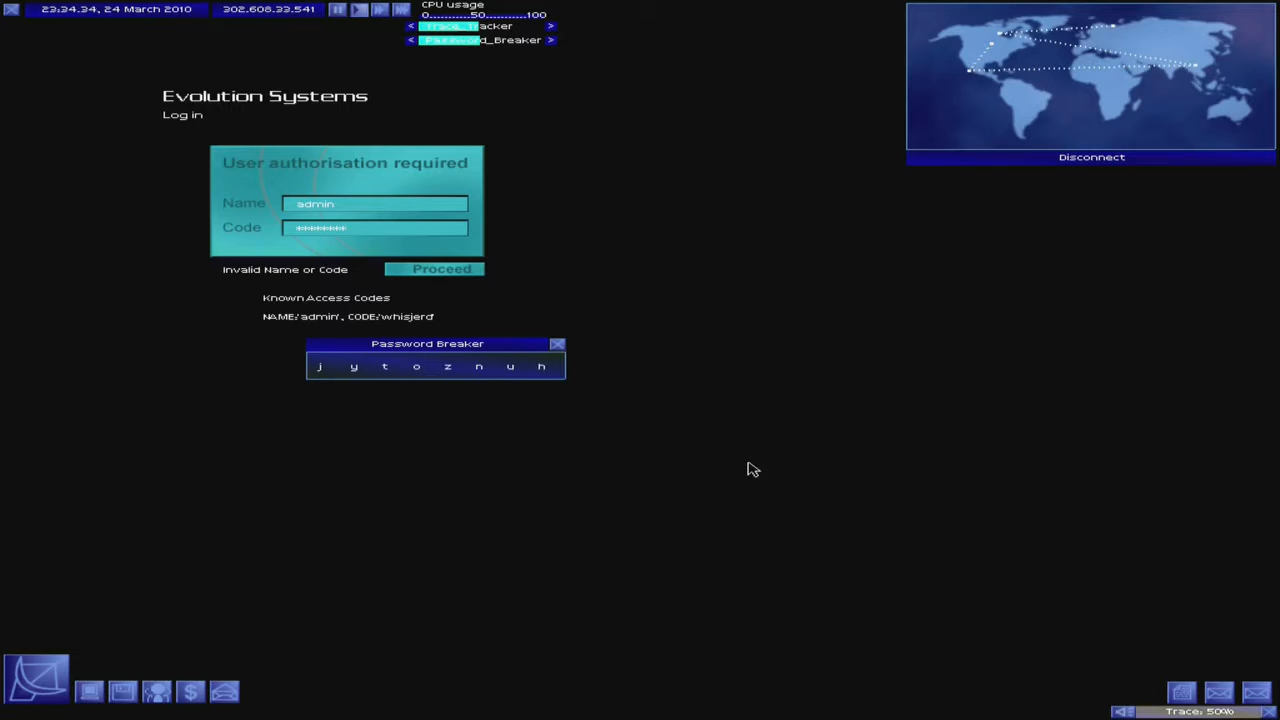 23:34.34, 24 March 2010
302.608.33.541
CPU usage
0..........50..........100
Trace_Tracker
Password_Breaker
Evolution Systems
Log in
User authorisation required
Name admin
Code ********
Invalid Name or Code
Proceed
Known Access Codes
NAME:'admin', CODE:'whisjerd'
Password Breaker
j y t o z n u h
Disconnect
$
Trace: 50%